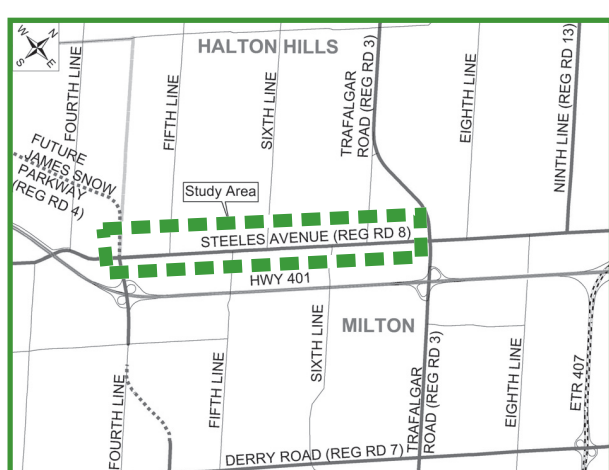 W N
S E
HALTON HILLS
FOURTH LINE
FIFTH LINE
SIXTH LINE
TRAFALGAR
ROAD (REG RD 3)
EIGHTH LINE
NINTH LINE (REG RD 13)
FUTURE
JAMES SNOW
PARKWAY
(REG RD 4)
Study Area
STEELES AVENUE (REG RD 8)
HWY 401
MILTON
FOURTH LINE
FIFTH LINE
SIXTH LINE
TRAFALGAR
ROAD (REG RD 3)
EIGHTH LINE
ETR 407
DERRY ROAD (REG RD 7)